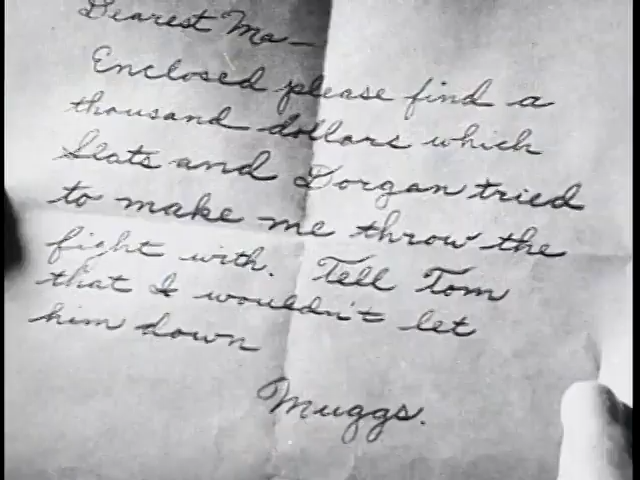 Dearest Ma—
Enclosed please find a
thousand dollars which
Slats and Dorgan tried
to make me throw the
fight with. Tell Tom
that I wouldn't let
him down
Muggs.